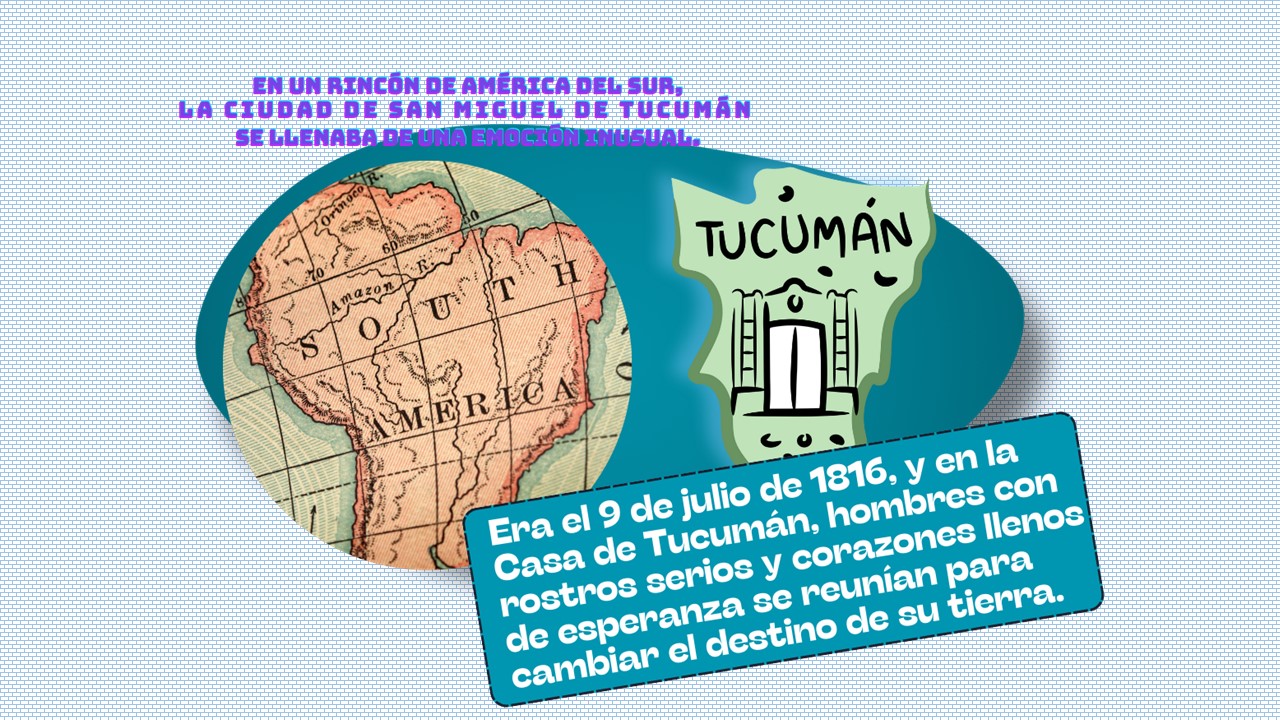 EN UN RINCÓN DE AMÉRICA DEL SUR,
LA CIUDAD DE SAN MIGUEL DE TUCUMÁN
SE LLENABA DE UNA EMOCIÓN INUSUAL.
Orinoco R.
50
60
70
80
Amazon R.
SOUTH
AMERICA
TUCUMÁN
Era el 9 de julio de 1816, y en la
Casa de Tucumán, hombres con
rostros serios y corazones llenos
de esperanza se reunían para
cambiar el destino de su tierra.